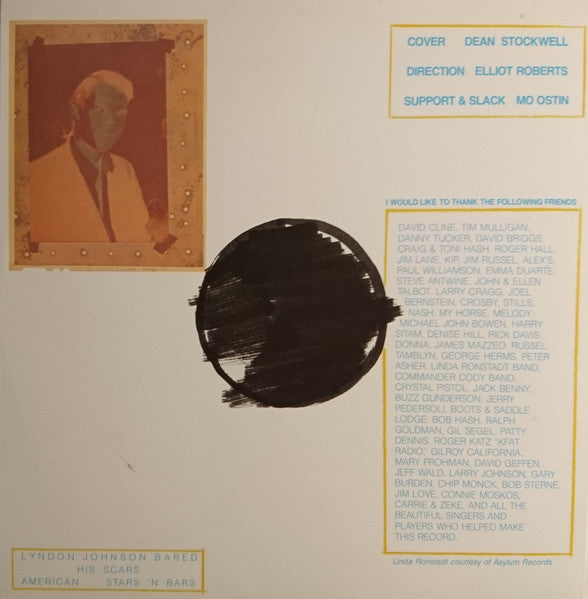 COVER DEAN STOCKWELL
DIRECTION ELLIOT ROBERTS
SUPPORT & SLACK MO OSTIN
I WOULD LIKE TO THANK THE FOLLOWING FRIENDS
DAVID CLINE, TIM MULLIGAN,
DANNY TUCKER, DAVID BRIGGS,
CRAIG & TONI HASH, ROGER HALL,
JIM LANE, KIP, JIM RUSSEL, ALEX'S,
PAUL WILLIAMSON, EMMA DUARTE,
STEVE ANTWINE, JOHN & ELLEN
TALBOT, LARRY CRAGG, JOEL
BERNSTEIN, CROSBY, STILLS,
NASH, MY HORSE, MELODY,
MICHAEL JOHN BOWEN, HARRY
SITAM, DENISE HILL, RICK DAVIS,
DONNA, JAMES MAZZEO, RUSSEL
TAMBLYN, GEORGE HERMS, PETER
ASHER, LINDA RONSTADT BAND,
COMMANDER CODY BAND,
CRYSTAL PISTOL, JACK BENNY,
BUZZ GUNDERSON, JERRY
PEDERSOLI, BOOTS & SADDLE
LODGE, BOB HASH, RALPH
GOLDMAN, GIL SEGEL, PATTY
DENNIS, ROGER KATZ "KFAT
RADIO," GILROY CALIFORNIA,
MARY FROHMAN, DAVID GEFFEN,
JEFF WALD, LARRY JOHNSON, GARY
BURDEN, CHIP MONCK, BOB STERNE,
JIM LOVE, CONNIE MOSKOS,
CARRIE & ZEKE, AND ALL THE
BEAUTIFUL SINGERS AND
PLAYERS WHO HELPED MAKE
THIS RECORD.
Linda Ronstadt courtesy of Asylum Records
LYNDON JOHNSON BARED
HIS SCARS
AMERICAN . . . STARS 'N' BARS